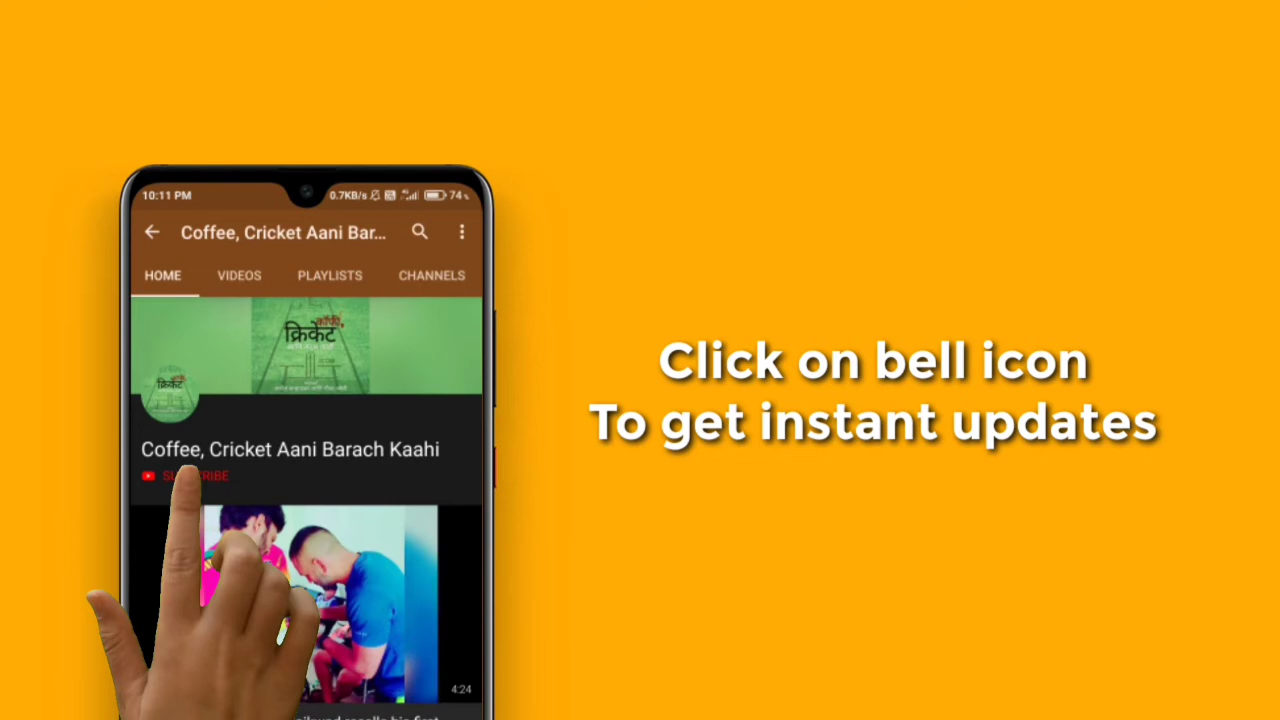 10:11 PM 0.7KB/s 74%
Coffee, Cricket Aani Bar...
HOME VIDEOS PLAYLISTS CHANNELS
कॉफी,
क्रिकेट
क्रिकेट
Coffee, Cricket Aani Barach Kaahi
Click on bell icon
To get instant updates
4:24